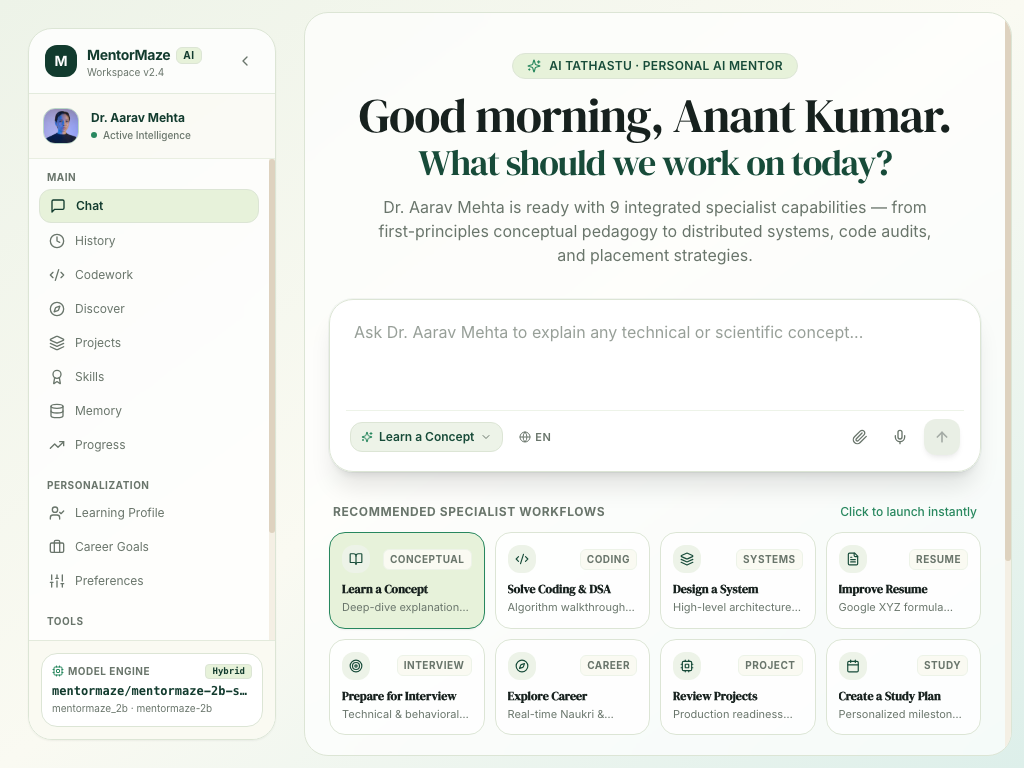 M
MentorMaze AI
Workspace v2.4
Dr. Aarav Mehta
Active Intelligence
MAIN
Chat
History
Codework
Discover
Projects
Skills
Memory
Progress
PERSONALIZATION
Learning Profile
Career Goals
Preferences
TOOLS
MODEL ENGINE Hybrid
mentormaze/mentormaze-2b-s…
mentormaze_2b · mentormaze-2b
AI TATHASTU · PERSONAL AI MENTOR
Good morning, Anant Kumar.
What should we work on today?
Dr. Aarav Mehta is ready with 9 integrated specialist capabilities — from
first-principles conceptual pedagogy to distributed systems, code audits,
and placement strategies.
Ask Dr. Aarav Mehta to explain any technical or scientific concept...
Learn a Concept EN
RECOMMENDED SPECIALIST WORKFLOWS Click to launch instantly
CONCEPTUAL
Learn a Concept
Deep-dive explanation...
CODING
Solve Coding & DSA
Algorithm walkthrough...
SYSTEMS
Design a System
High-level architecture...
RESUME
Improve Resume
Google XYZ formula...
INTERVIEW
Prepare for Interview
Technical & behavioral...
CAREER
Explore Career
Real-time Naukri &...
PROJECT
Review Projects
Production readiness...
STUDY
Create a Study Plan
Personalized mileston...